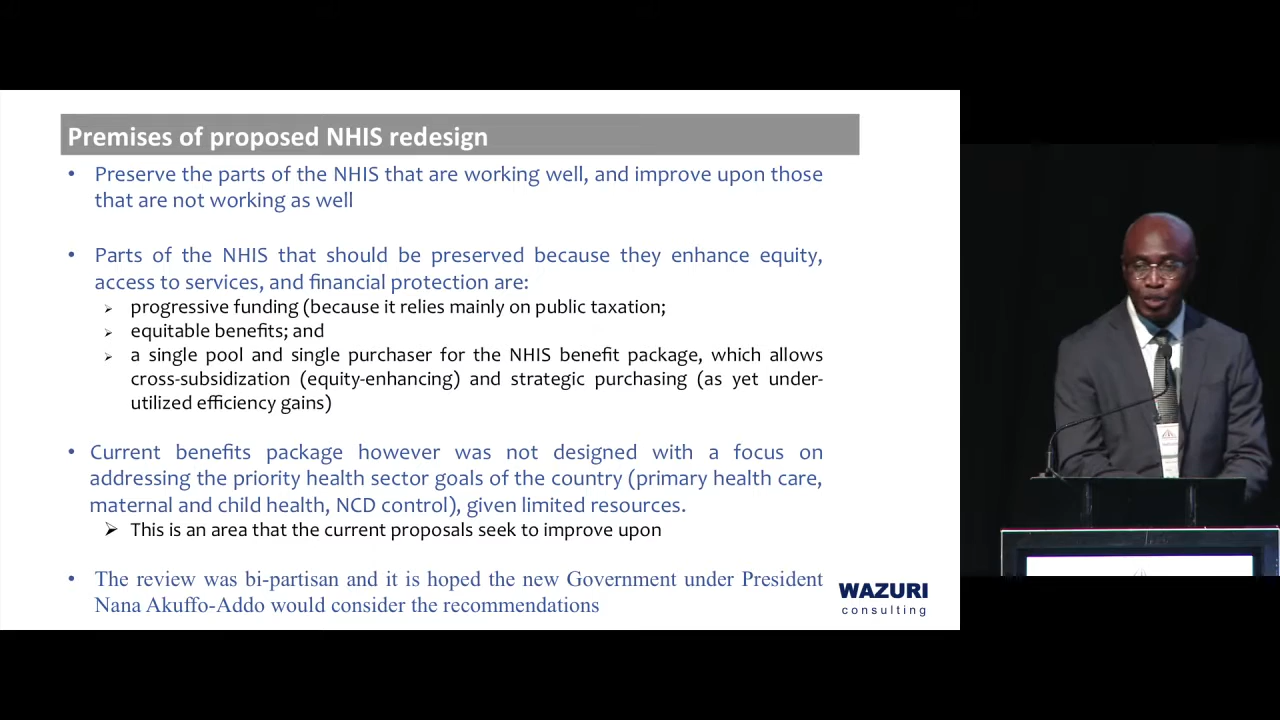 Premises of proposed NHIS redesign
• Preserve the parts of the NHIS that are working well, and improve upon those
that are not working as well
• Parts of the NHIS that should be preserved because they enhance equity,
access to services, and financial protection are:
➢ progressive funding (because it relies mainly on public taxation;
➢ equitable benefits; and
➢ a single pool and single purchaser for the NHIS benefit package, which allows
cross-subsidization (equity-enhancing) and strategic purchasing (as yet under-
utilized efficiency gains)
• Current benefits package however was not designed with a focus on
addressing the priority health sector goals of the country (primary health care,
maternal and child health, NCD control), given limited resources.
➢ This is an area that the current proposals seek to improve upon
• The review was bi-partisan and it is hoped the new Government under President
Nana Akuffo-Addo would consider the recommendations
WAZURI
consulting